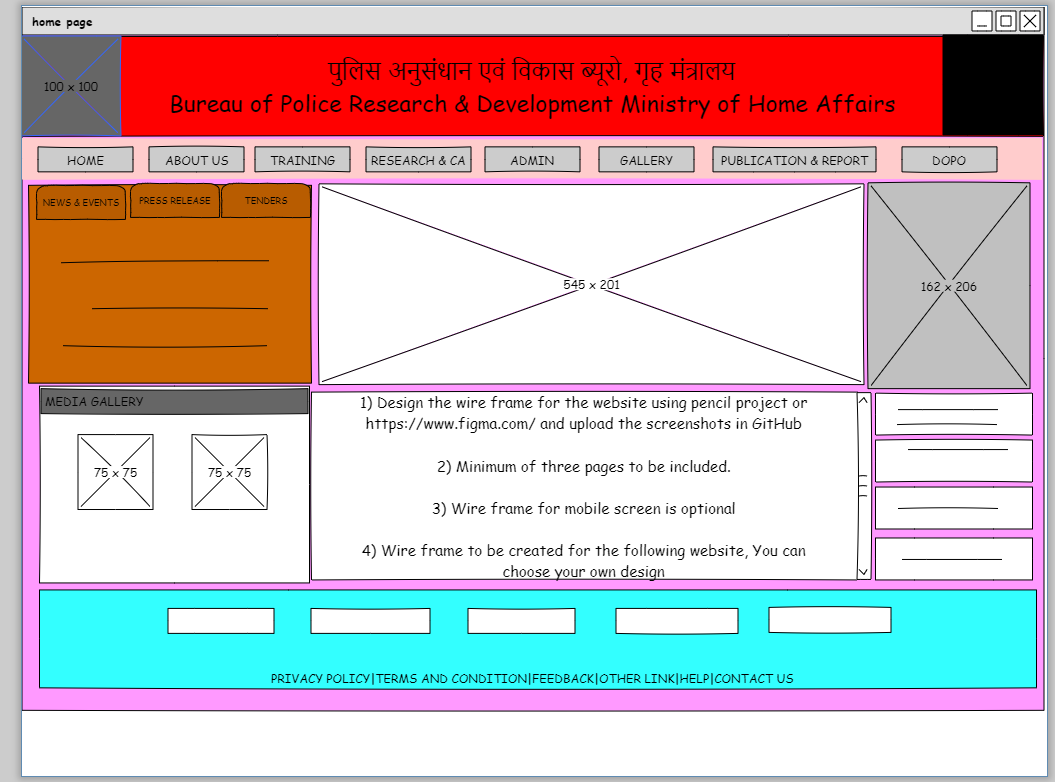 home page
100 x 100
पुलिस अनुसंधान एवं विकास ब्यूरो, गृह मंत्रालय
Bureau of Police Research & Development Ministry of Home Affairs
HOME
ABOUT US
TRAINING
RESEARCH & CA
ADMIN
GALLERY
PUBLICATION & REPORT
DOPO
NEWS & EVENTS
PRESS RELEASE
TENDERS
545 x 201
162 x 206
MEDIA GALLERY
75 x 75
75 x 75
1) Design the wire frame for the website using pencil project or
https://www.figma.com/ and upload the screenshots in GitHub
2) Minimum of three pages to be included.
3) Wire frame for mobile screen is optional
4) Wire frame to be created for the following website, You can
choose your own design
PRIVACY POLICY|TERMS AND CONDITION|FEEDBACK|OTHER LINK|HELP|CONTACT US